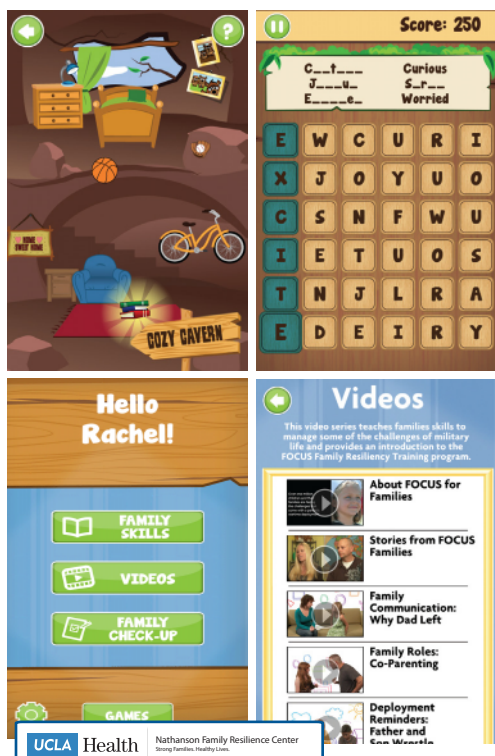 ?
HOME
SWEET HOME
COZY CAVERN
Score: 250
C__t___ Curious
J___u_ S_r__
E____e_ Worried
E W C U R I
X J O Y U O
C S N F W U
I E T U O S
T N J L R A
E D E I R Y
Hello
Rachel!
FAMILY
SKILLS
VIDEOS
FAMILY
CHECK-UP
GAMES
Videos
This video series teaches families skills to
manage some of the challenges of military
life and provides an introduction to the
FOCUS Family Resiliency Training program.
About FOCUS for
Families
Stories from FOCUS
Families
Family
Communication:
Why Dad Left
Family Roles:
Co-Parenting
Deployment
Reminders:
Father and
Son Wrestle
UCLA Health
Nathanson Family Resilience Center
Strong Families. Healthy Lives.